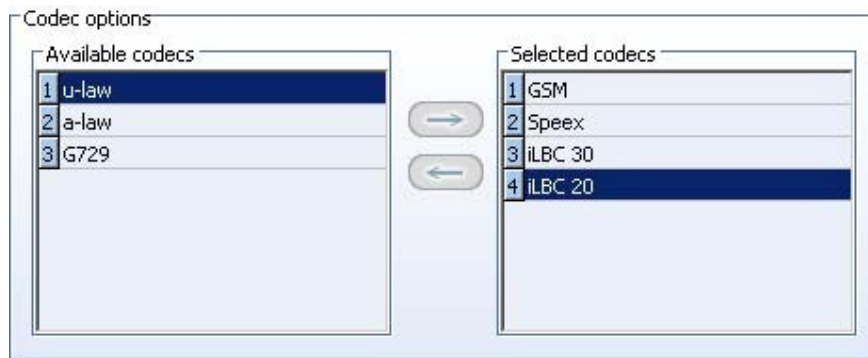 Codec options
Available codecs
1 u-law
2 a-law
3 G729
Selected codecs
1 GSM
2 Speex
3 iLBC 30
4 iLBC 20